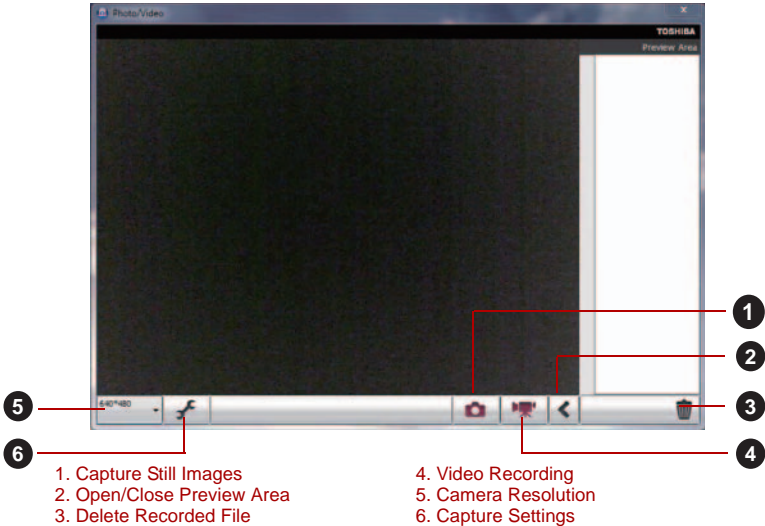 Photo/Video
TOSHIBA
Preview Area
640*480
1
2
3
4
5
6
1. Capture Still Images
2. Open/Close Preview Area
3. Delete Recorded File
4. Video Recording
5. Camera Resolution
6. Capture Settings